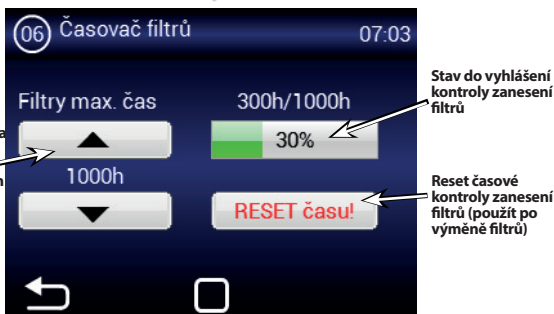 06 Časovač filtrů 07:03
Filtry max. čas
1000h
300h/1000h
30%
RESET času!
Stav do vyhlášení
kontroly zanesení
filtrů
Reset časové
kontroly zanesení
filtrů (použít po
výměně filtrů)